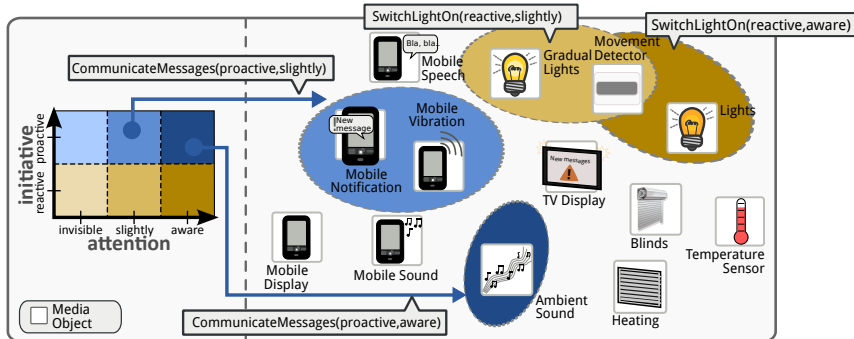 SwitchLightOn(reactive,slightly)
SwitchLightOn(reactive,aware)
CommunicateMessages(proactive,slightly)
Bla, bla..
Mobile
Speech
Gradual
Lights
Movement
Detector
Lights
initiative
proactive
reactive
invisible
slightly
aware
attention
New
message
Mobile
Notification
Mobile
Vibration
New messages
TV Display
Blinds
Temperature
Sensor
Mobile
Display
Mobile Sound
Ambient
Sound
Heating
Media
Object
CommunicateMessages(proactive,aware)